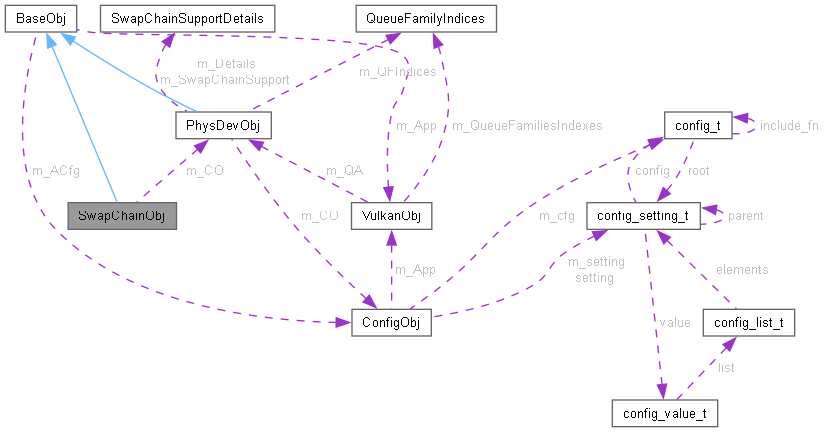 BaseObj
SwapChainSupportDetails
QueueFamilyIndices
m_Details
m_SwapChainSupport
m_QFIndices
PhysDevObj
m_App
m_QueueFamiliesIndexes
config_t
include_fn
m_ACfg
m_CO
m_QA
config
root
SwapChainObj
m_CO
VulkanObj
m_cfg
config_setting_t
parent
m_App
m_setting
setting
elements
ConfigObj
value
config_list_t
list
config_value_t